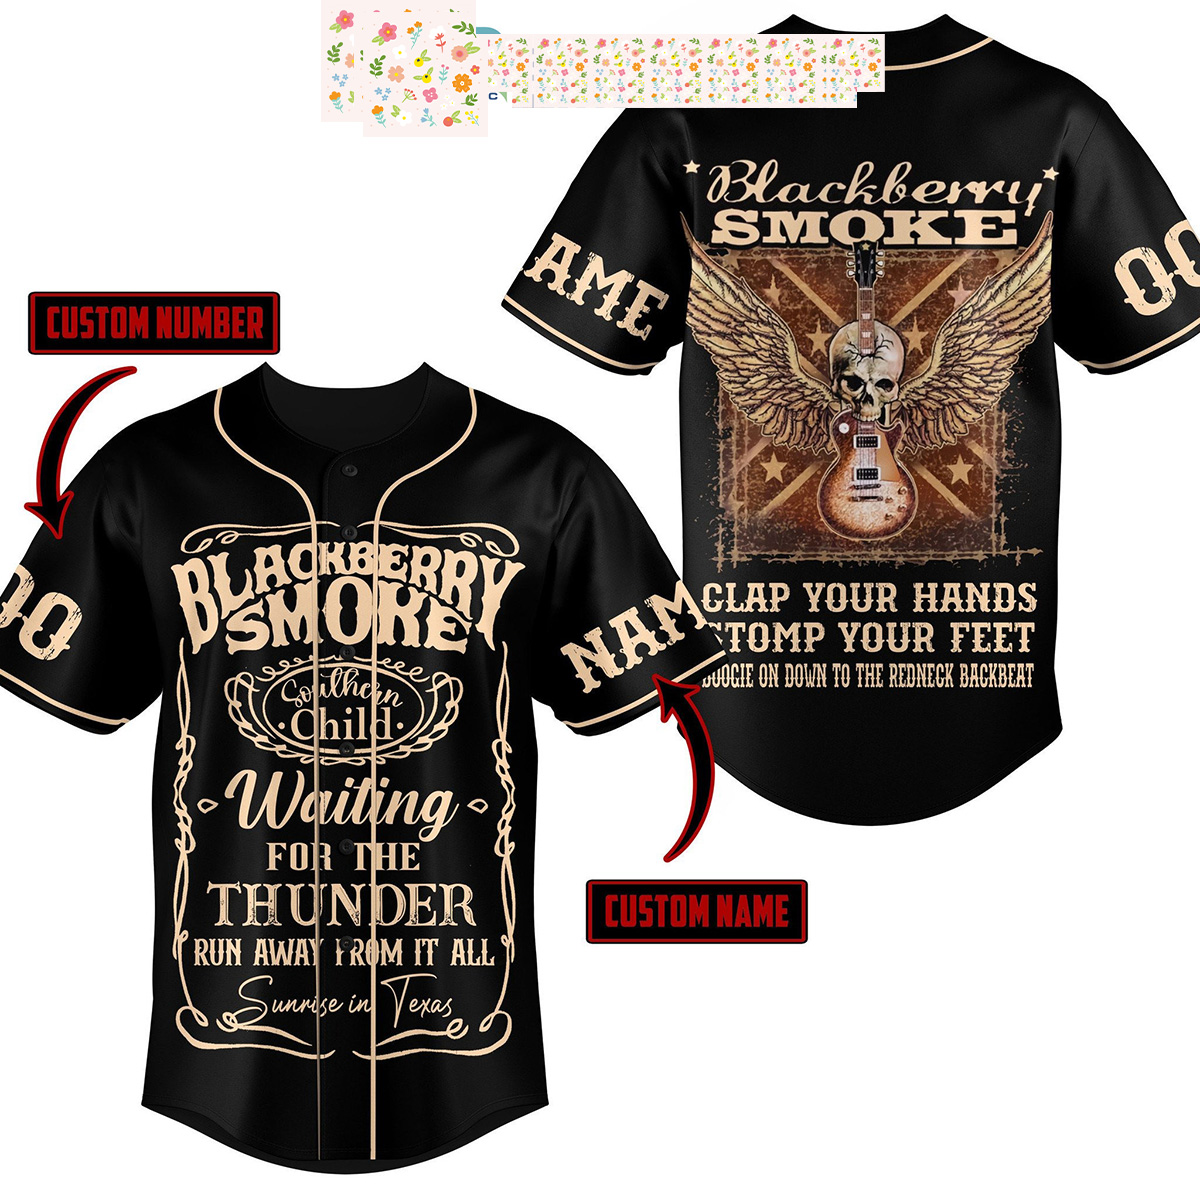 Blackberry
SMOKE
AME
00
CLAP YOUR HANDS
STOMP YOUR FEET
BOOGIE ON DOWN TO THE REDNECK BACKBEAT
CUSTOM NUMBER
00
NAM
BLACKBERRY
SMOKE
Southern
Child
Waiting
FOR THE
THUNDER
RUN AWAY FROM IT ALL
Sunrise in Texas
CUSTOM NAME